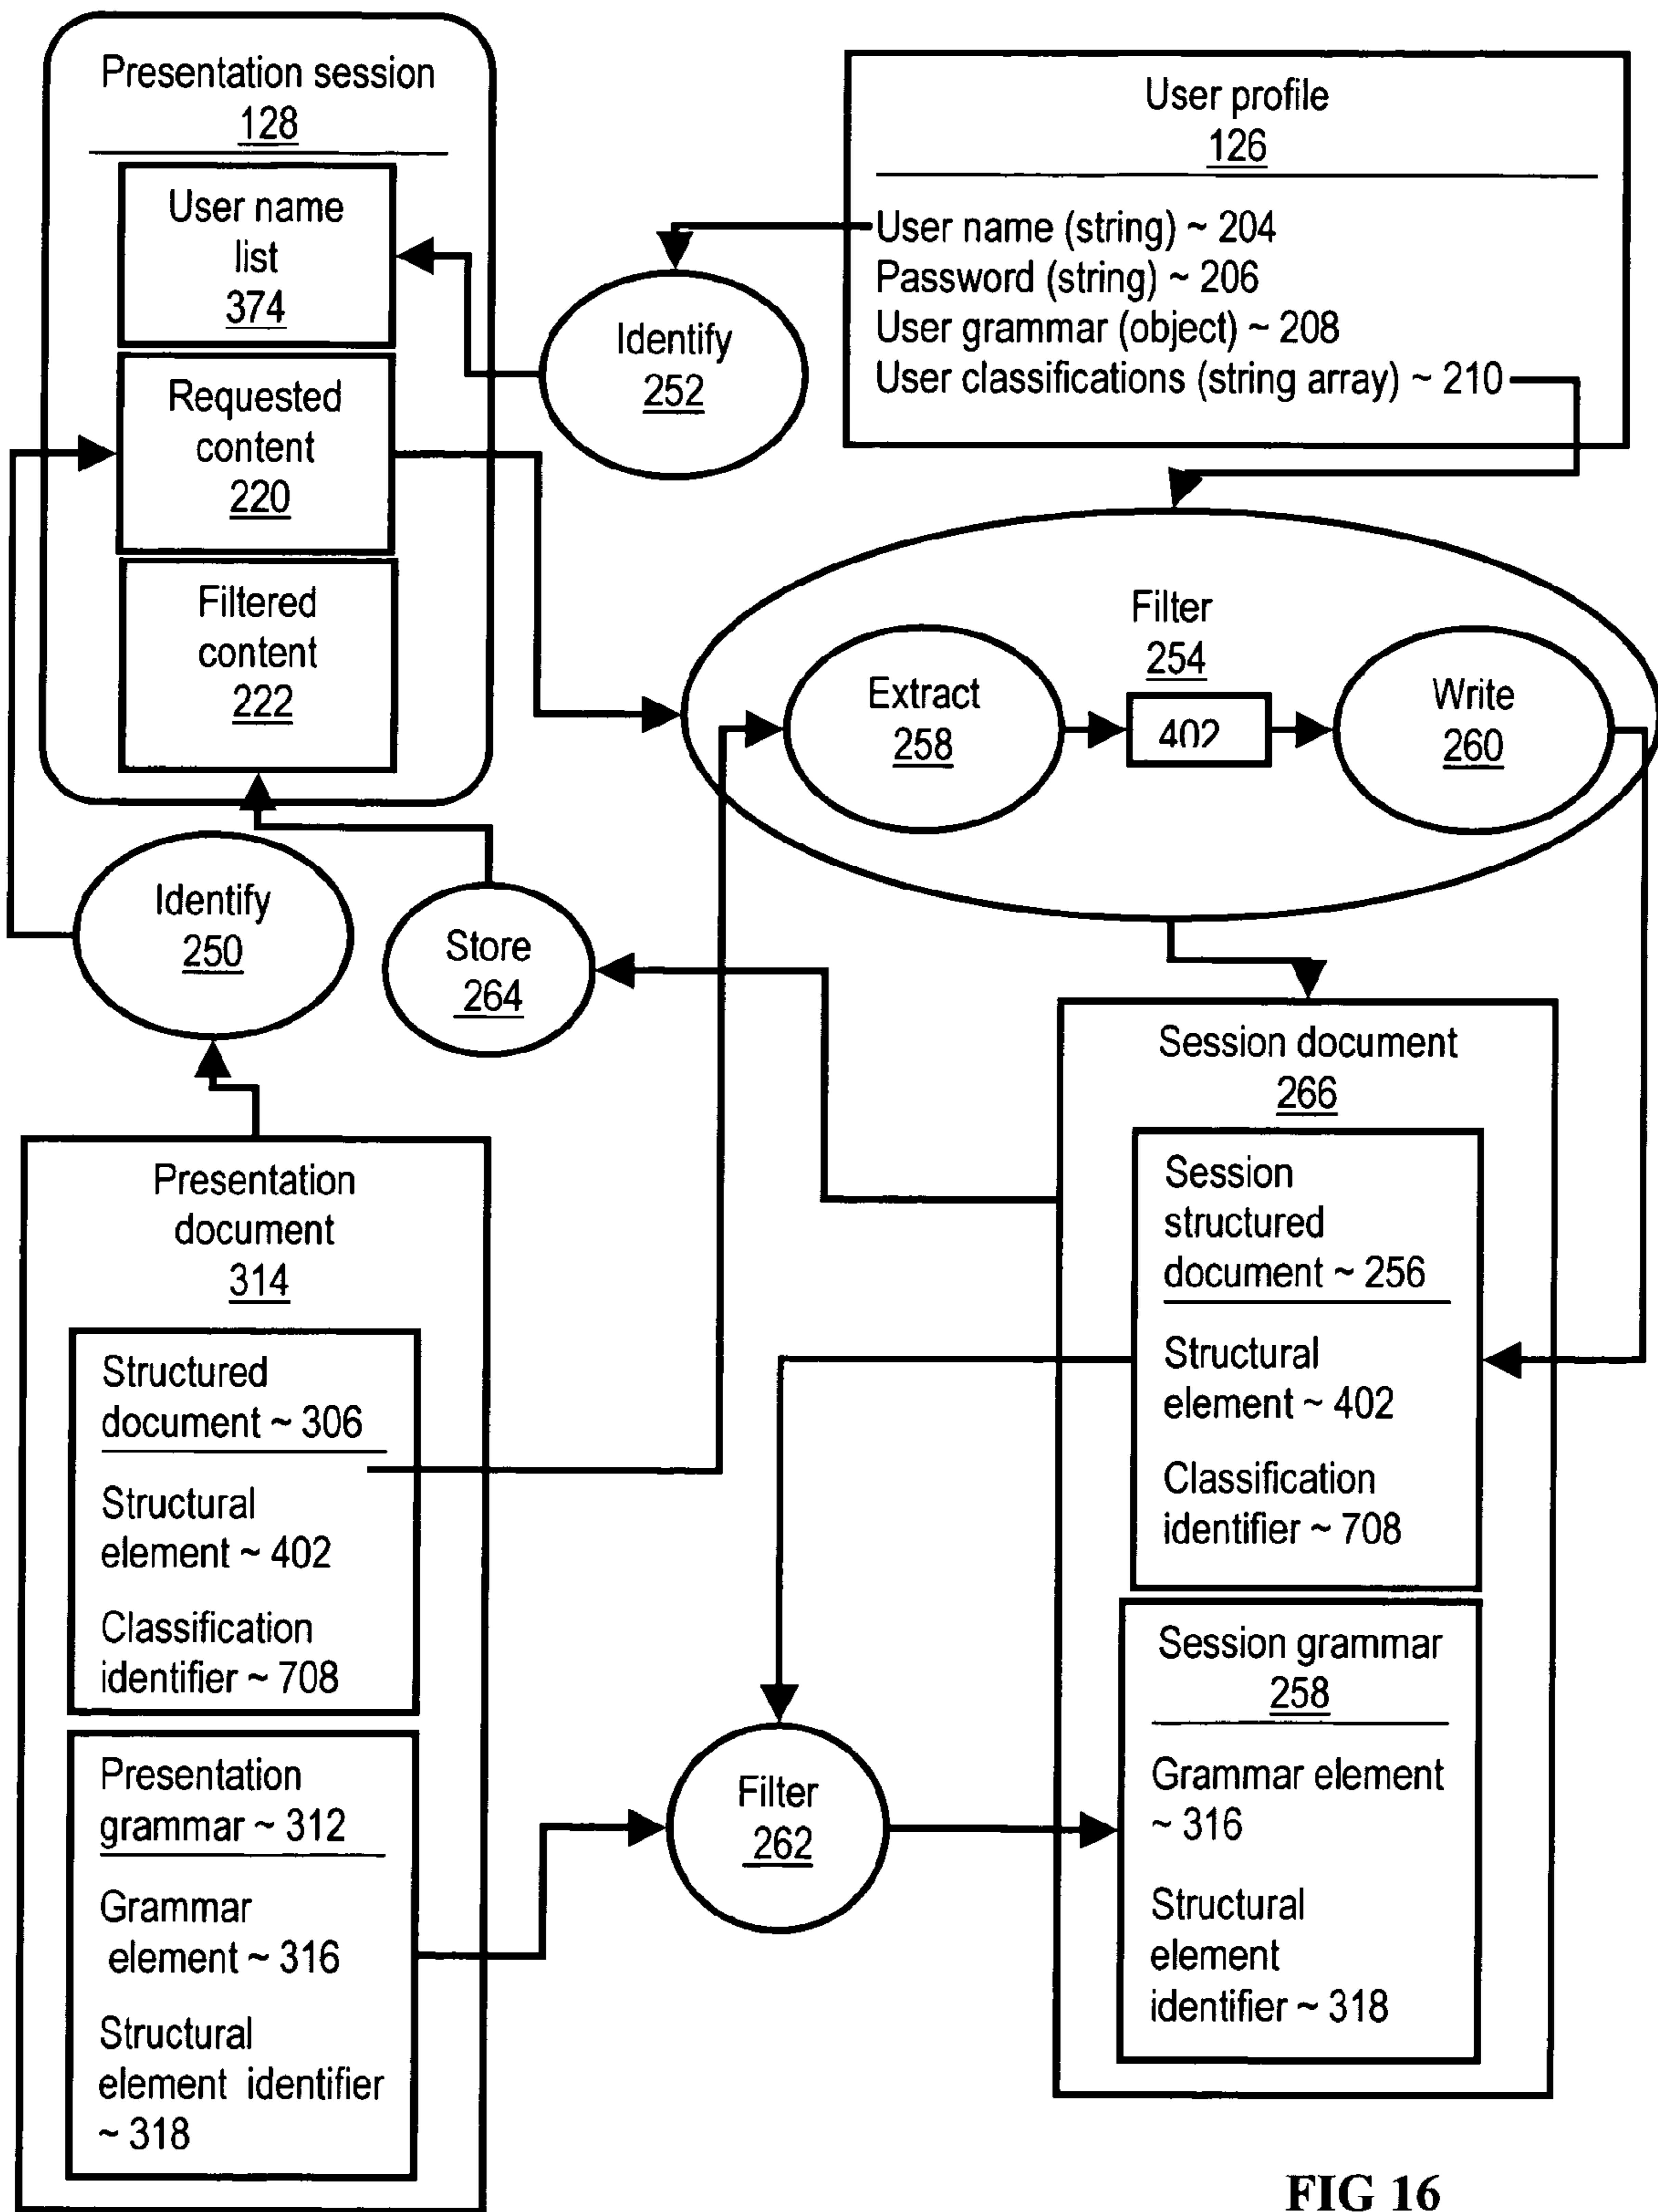 Presentation session
128
User name
list
374
Requested
content
220
Filtered
content
222
User profile
126
User name (string) ~ 204
Password (string) ~ 206
User grammar (object) ~ 208
User classifications (string array) ~ 210
Identify
252
Filter
254
Extract
258
402
Write
260
Identify
250
Store
264
Presentation
document
314
Structured
document ~ 306
Structural
element ~ 402
Classification
identifier ~ 708
Presentation
grammar ~ 312
Grammar
element ~ 316
Structural
element identifier
~ 318
Filter
262
Session document
266
Session
structured
document ~ 256
Structural
element ~ 402
Classification
identifier ~ 708
Session grammar
258
Grammar element
~ 316
Structural
element
identifier ~ 318
FIG 16